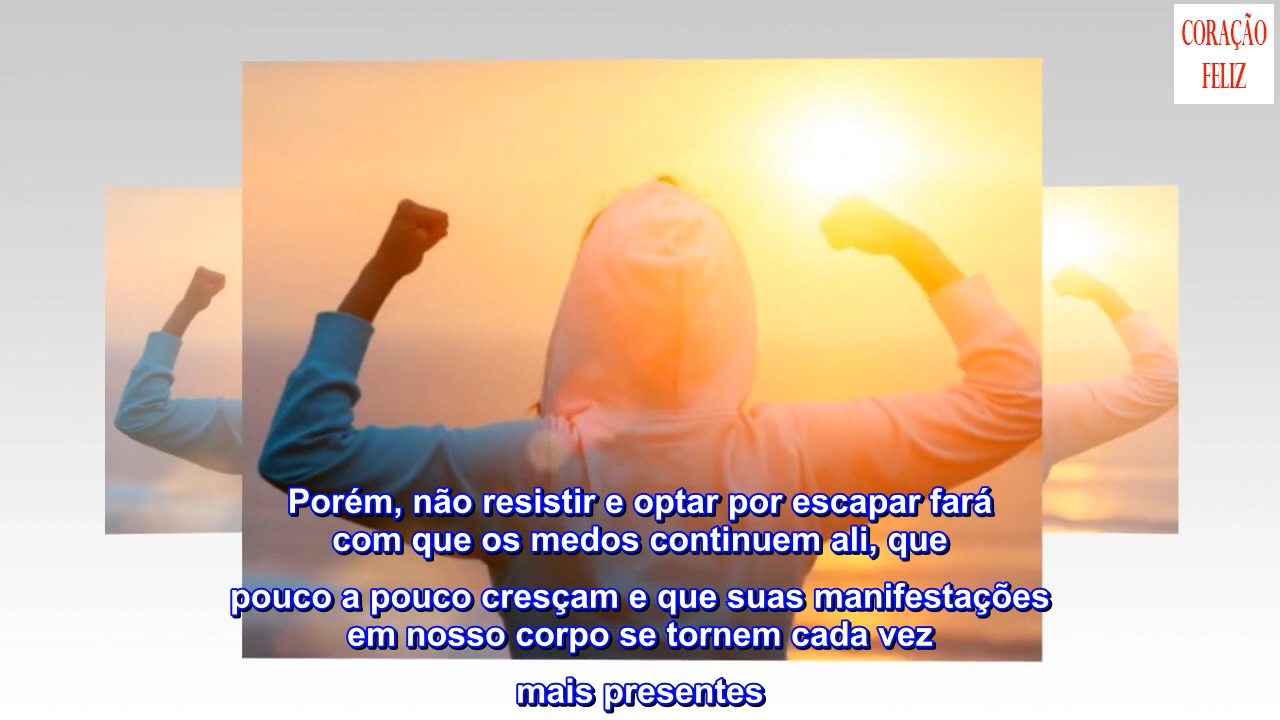 CORAÇÃO
FELIZ
Porém, não resistir e optar por escapar fará
com que os medos continuem ali, que
pouco a pouco cresçam e que suas manifestações
em nosso corpo se tornem cada vez
mais presentes